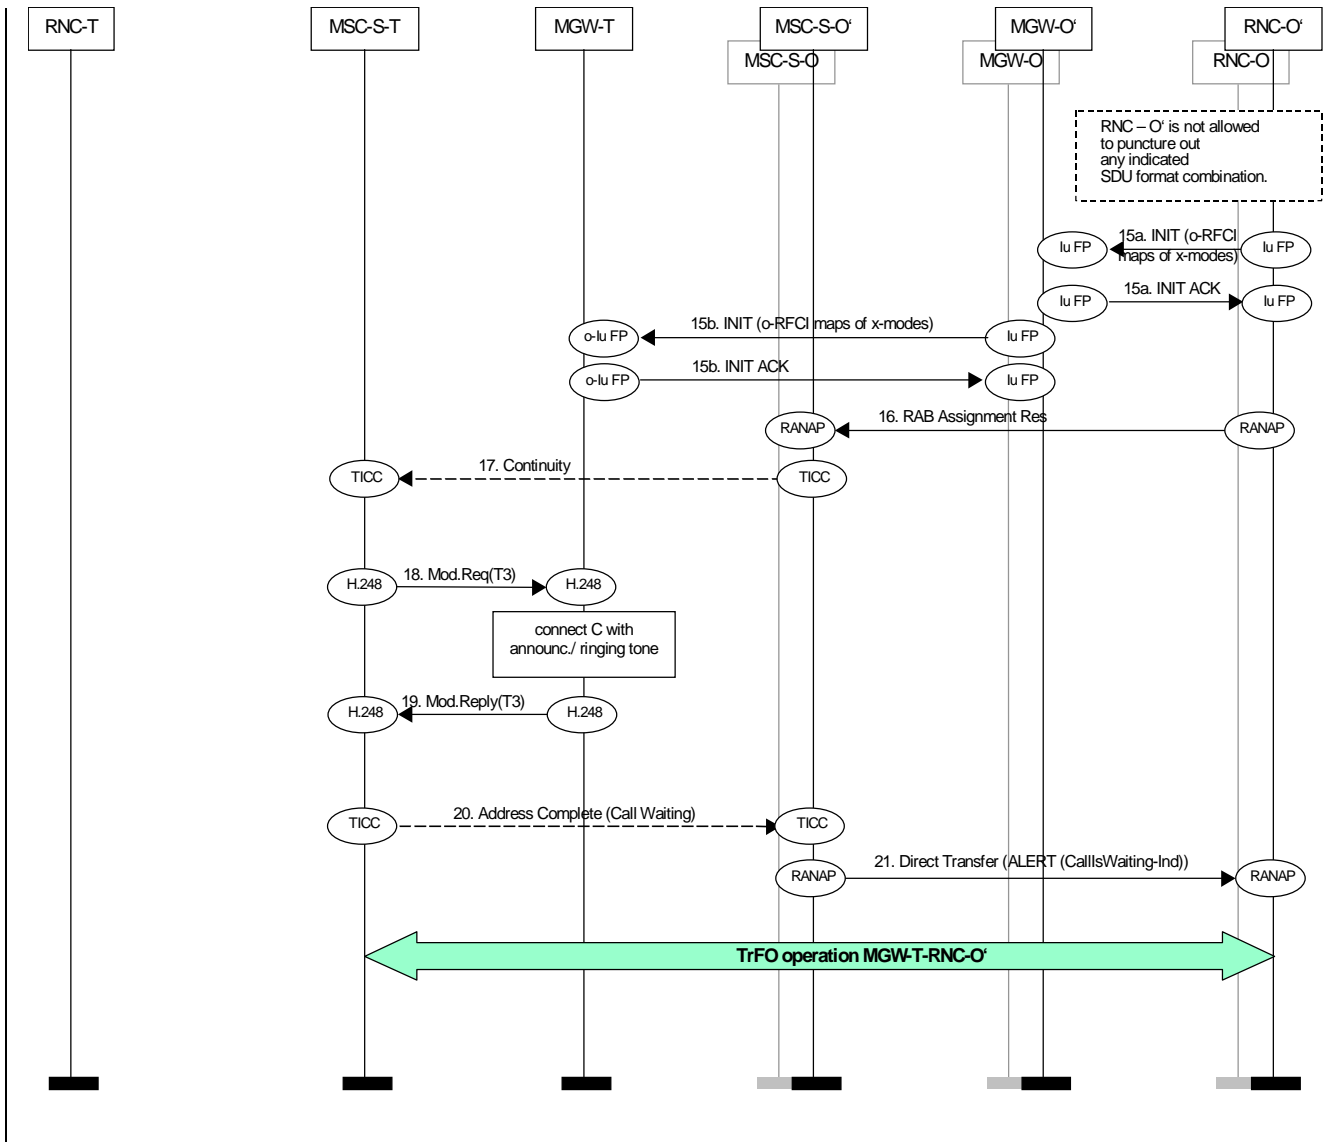 RNC-T
MSC-S-T
MGW-T
MSC-S-O‘
MGW-O‘
RNC-O‘
MSC-S-O
MGW-O
RNC-O
RNC – O‘ is not allowed
to puncture out
any indicated
SDU format combination.
Iu FP
15a. INIT (o-RFCI
maps of x-modes)
Iu FP
Iu FP
15a. INIT ACK
Iu FP
o-Iu FP
15b. INIT (o-RFCI maps of x-modes)
Iu FP
o-Iu FP
15b. INIT ACK
Iu FP
RANAP
16. RAB Assignment Res
RANAP
TICC
17. Continuity
TICC
H.248
18. Mod.Req(T3)
H.248
connect C with
announc./ ringing tone
H.248
19. Mod.Reply(T3)
H.248
TICC
20. Address Complete (Call Waiting)
TICC
RANAP
21. Direct Transfer (ALERT (CallIsWaiting-Ind))
RANAP
TrFO operation MGW-T-RNC-O‘